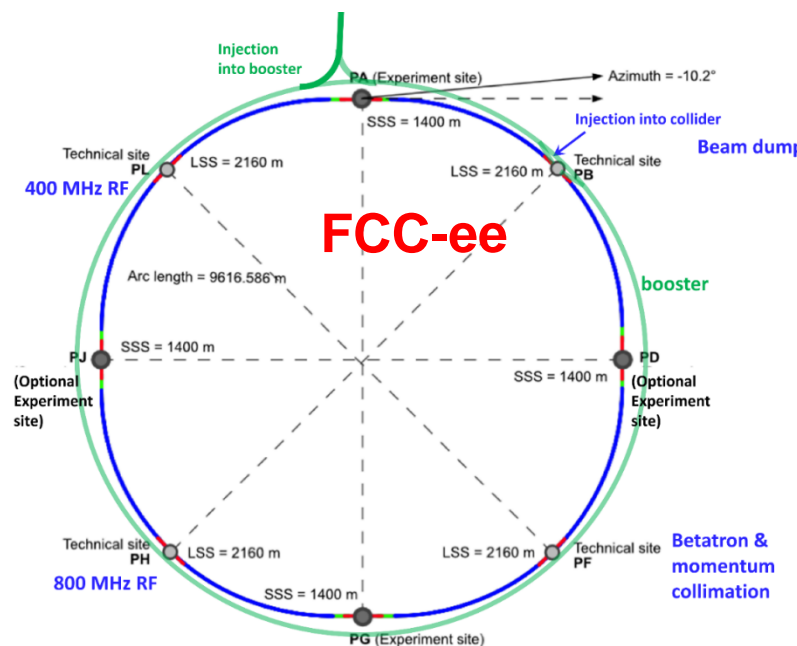 Injection
into booster
PA (Experiment site)
Azimuth = -10.2°
SSS = 1400 m
Injection into collider
Technical site
PL
LSS = 2160 m
400 MHz RF
LSS = 2160 m
Technical site
PB
Beam dump
FCC-ee
Arc length = 9616.586 m
booster
PJ
SSS = 1400 m
(Optional
Experiment
site)
PD
SSS = 1400 m
(Optional
Experiment
site)
Technical site
PH
LSS = 2160 m
800 MHz RF
LSS = 2160 m
Technical site
PF
Betatron &
momentum
collimation
SSS = 1400 m
PG (Experiment site)